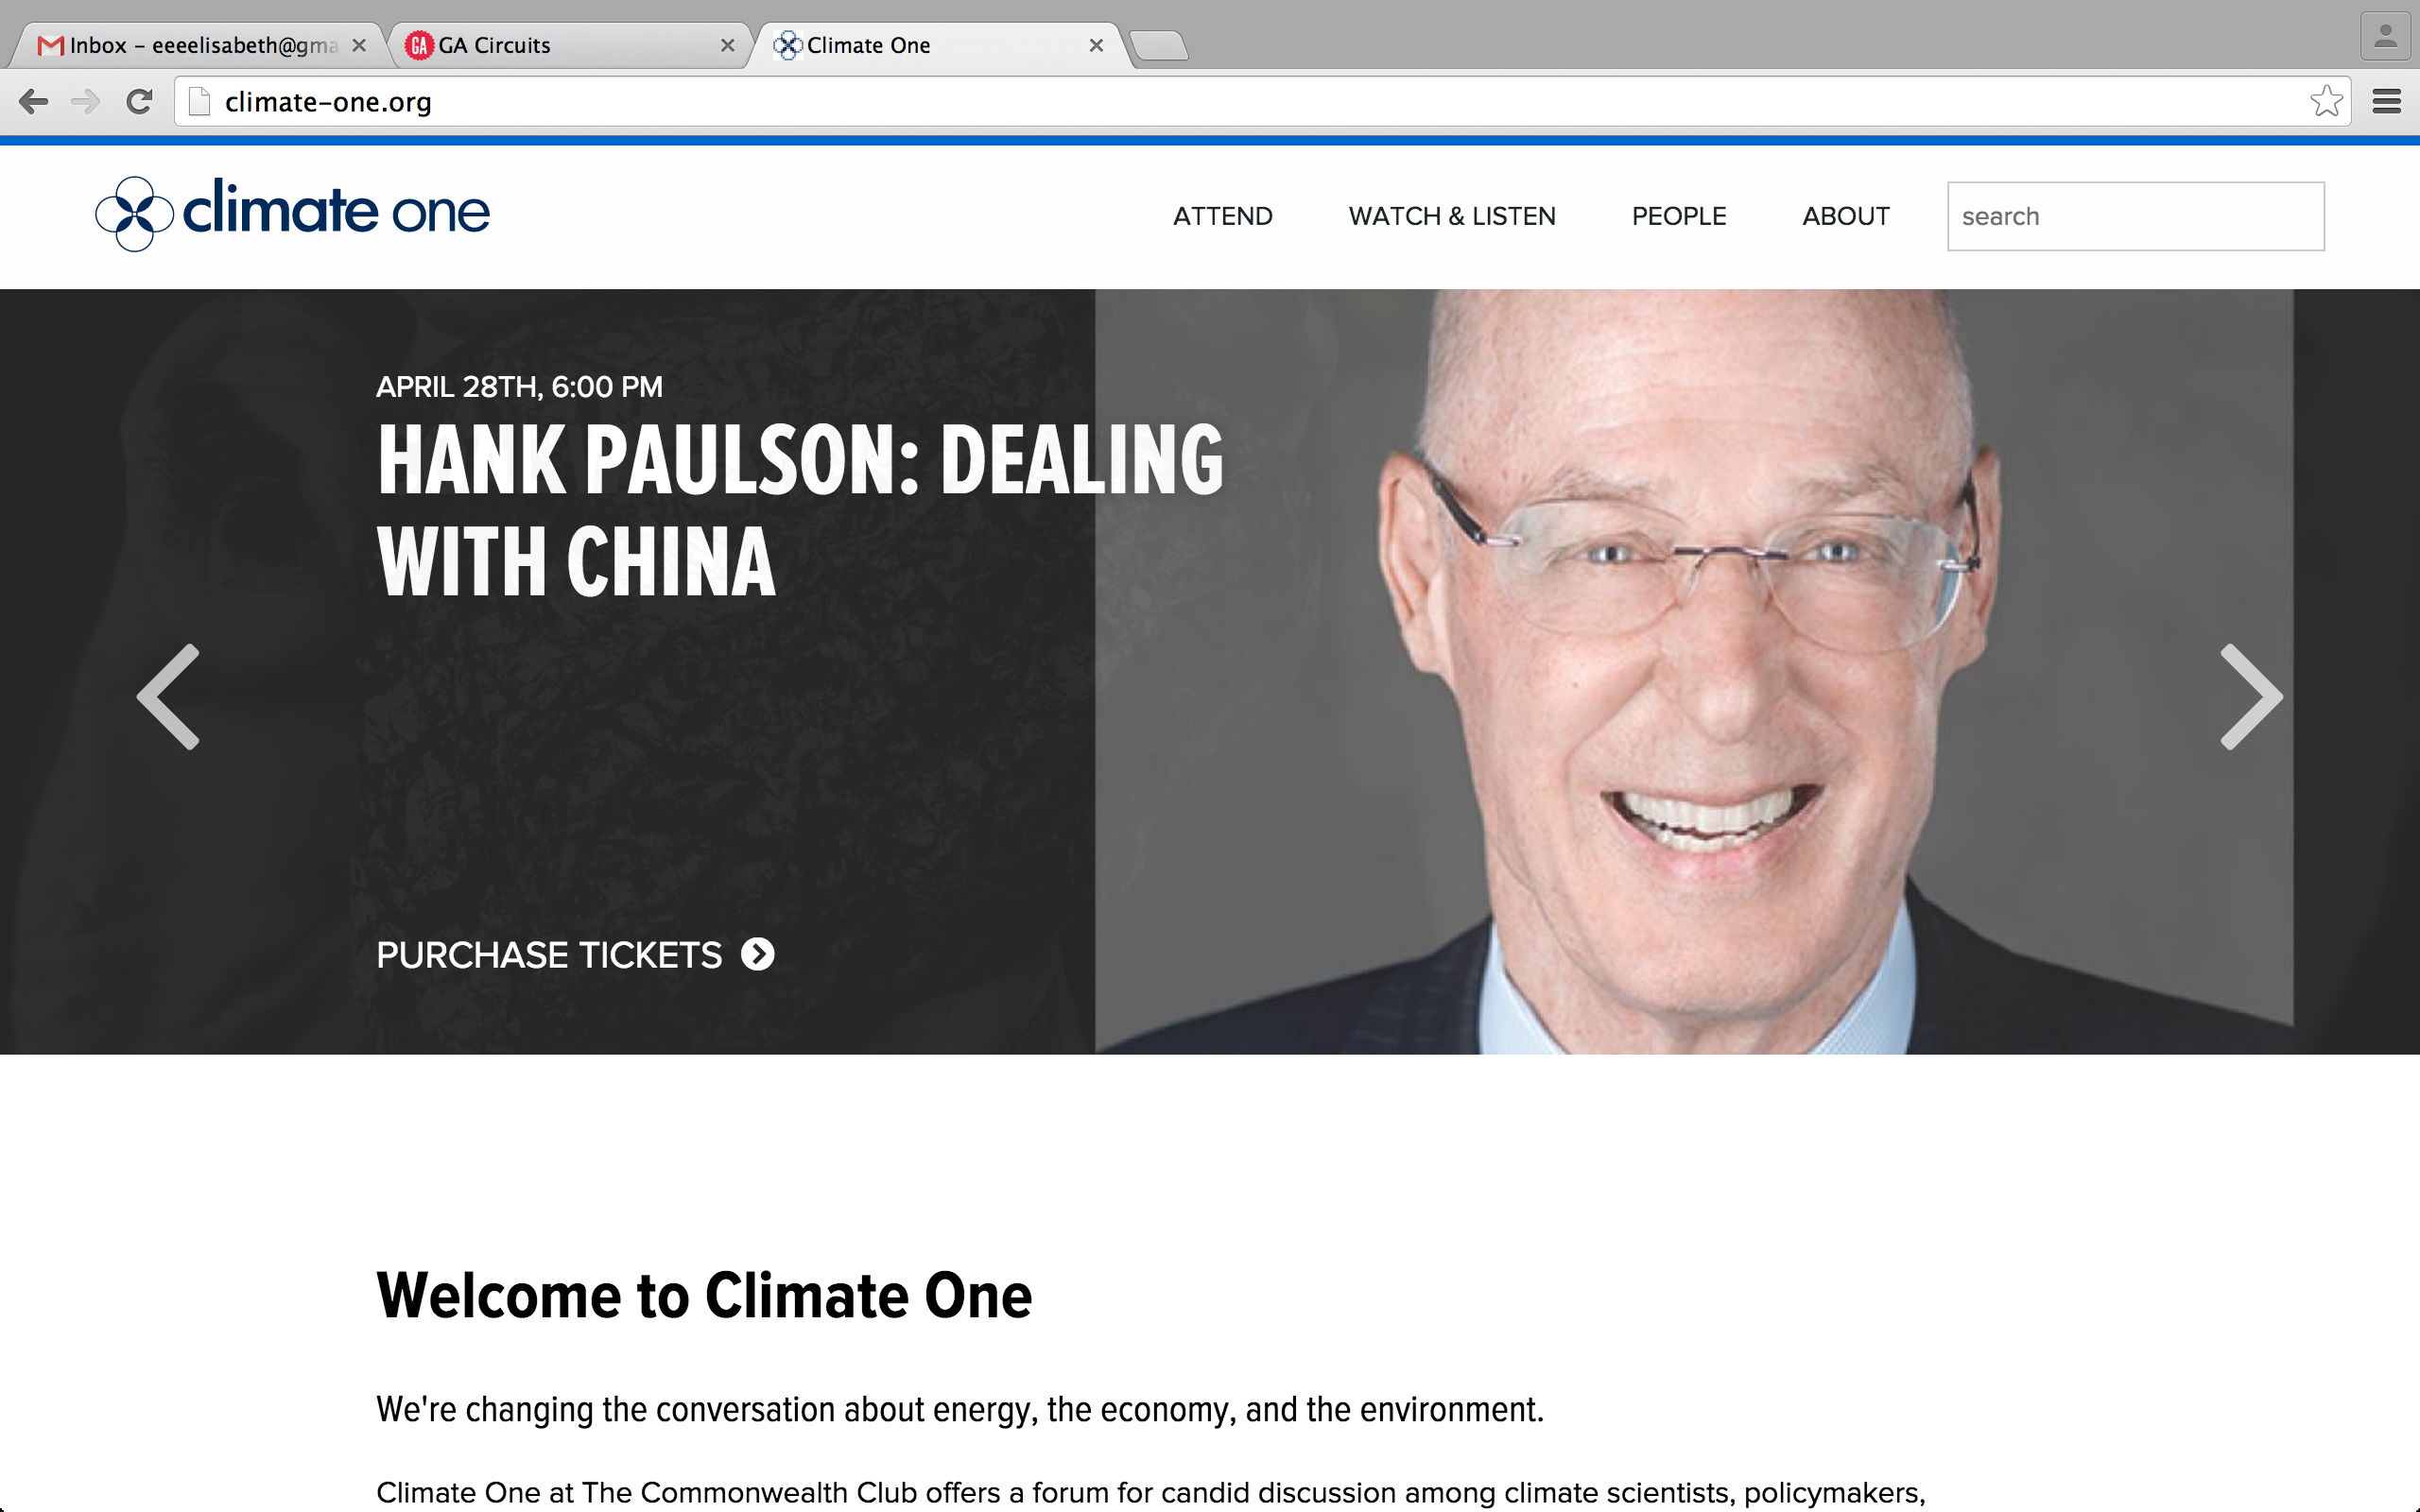 Inbox – eeeelisabeth@gma
GA Circuits
Climate One
climate-one.org
climate one
ATTEND
WATCH & LISTEN
PEOPLE
ABOUT
search
APRIL 28TH, 6:00 PM
HANK PAULSON: DEALING
WITH CHINA
PURCHASE TICKETS
Welcome to Climate One
We're changing the conversation about energy, the economy, and the environment.
Climate One at The Commonwealth Club offers a forum for candid discussion among climate scientists, policymakers,